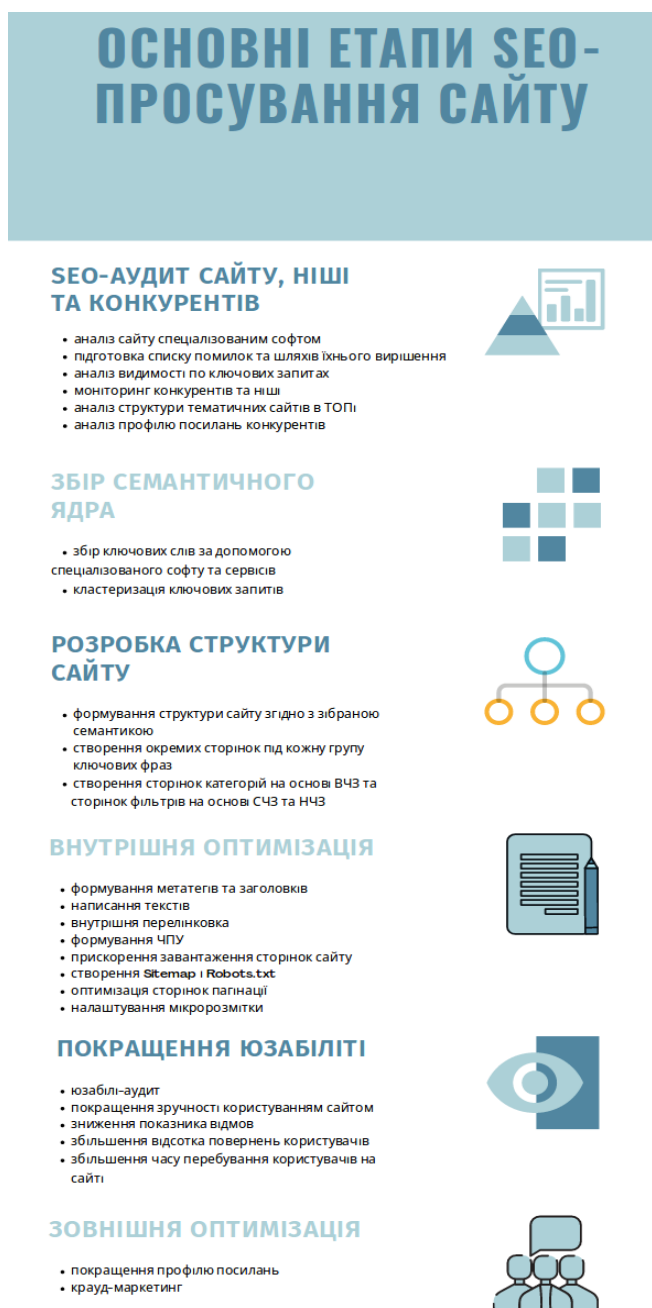 ОСНОВНІ ЕТАПИ SEO-
ПРОСУВАННЯ САЙТУ
SEO-АУДИТ САЙТУ, НІШІ
ТА КОНКУРЕНТІВ
• аналіз сайту спеціалізованим софтом
• підготовка списку помилок та шляхів їхнього вирішення
• аналіз видимості по ключових запитах
• моніторинг конкурентів та ніші
• аналіз структури тематичних сайтів в ТОПі
• аналіз профілю посилань конкурентів
ЗБІР СЕМАНТИЧНОГО
ЯДРА
• збір ключових слів за допомогою
спеціалізованого софту та сервісів
• кластеризація ключових запитів
РОЗРОБКА СТРУКТУРИ
САЙТУ
• формування структури сайту згідно з зібраною
семантикою
• створення окремих сторінок під кожну групу
ключових фраз
• створення сторінок категорій на основі ВЧЗ та
сторінок фільтрів на основі СЧЗ та НЧЗ
ВНУТРІШНЯ ОПТИМІЗАЦІЯ
• формування метатегів та заголовків
• написання текстів
• внутрішня перелінковка
• формування ЧПУ
• прискорення завантаження сторінок сайту
• створення Sitemap і Robots.txt
• оптимізація сторінок пагінації
• налаштування мікророзмітки
ПОКРАЩЕННЯ ЮЗАБІЛІТІ
• юзабілі-аудит
• покращення зручності користуванням сайтом
• зниження показника відмов
• збільшення відсотка повернень користувачів
• збільшення часу перебування користувачів на
сайті
ЗОВНІШНЯ ОПТИМІЗАЦІЯ
• покращення профілю посилань
• крауд-маркетинг